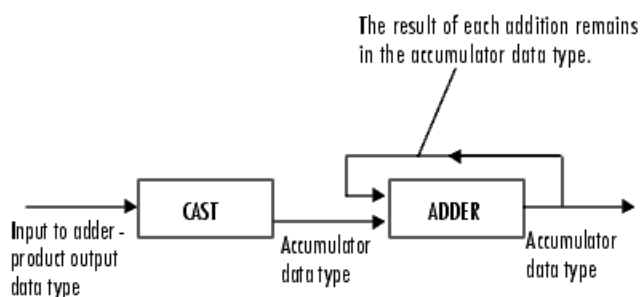 The result of each addition remains
in the accumulator data type.
CAST
ADDER
Input to adder-
product output
data type
Accumulator
data type
Accumulator
data type